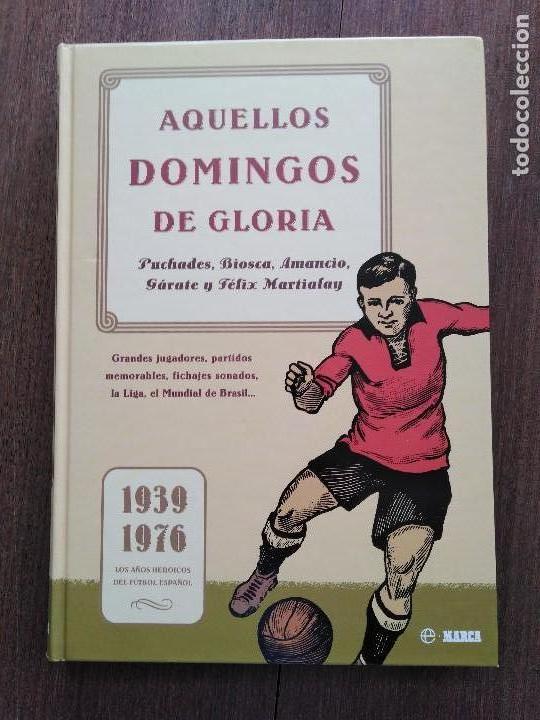 AQUELLOS
DOMINGOS
DE GLORIA
Puchades, Biosca, Amancio,
Gárate y Félix Martialay
Grandes jugadores, partidos
memorables, fichajes sonados,
la Liga, el Mundial de Brasil...
1939
1976
LOS AÑOS HEROICOS
DEL FÚTBOL ESPAÑOL
e · MARCA
todocoleccion